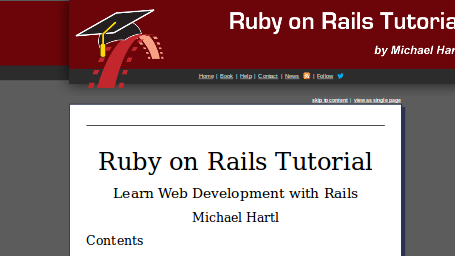 Ruby on Rails Tutoria
by Michael Har
Home | Book | Help | Contact | News | Follow
skip to content | view as single page
Ruby on Rails Tutorial
Learn Web Development with Rails
Michael Hartl
Contents